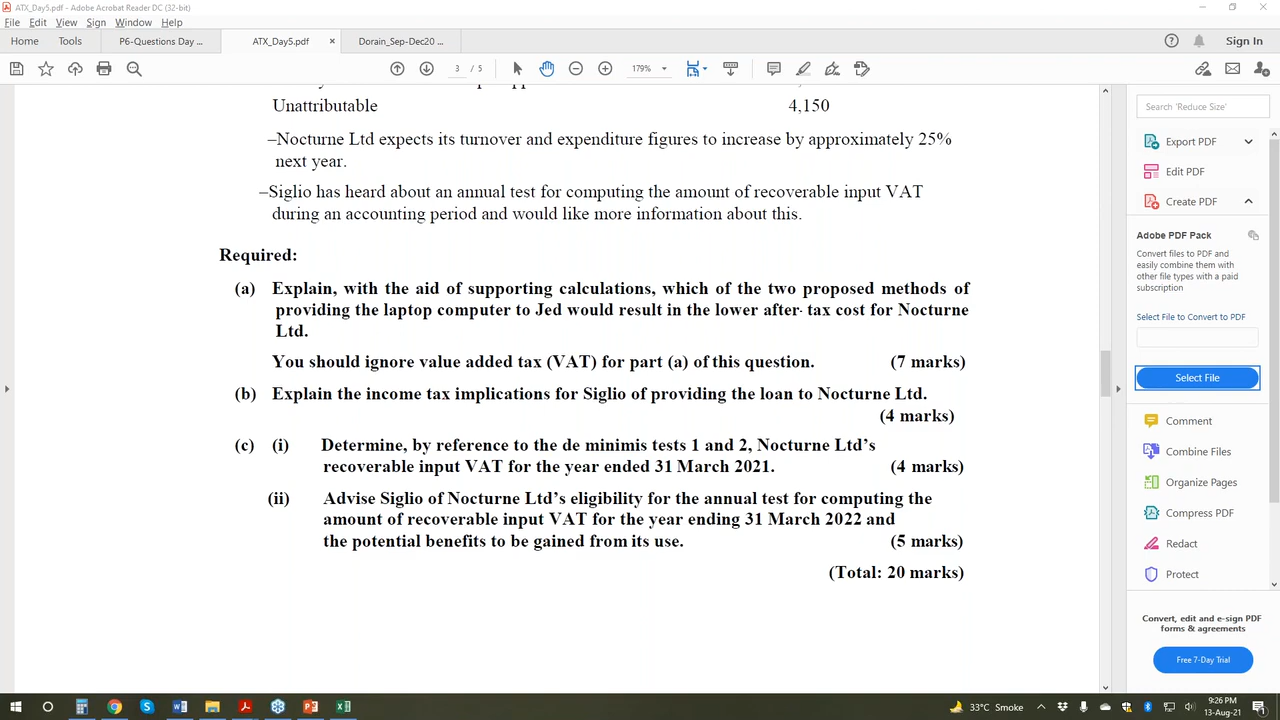 ATX_Day5.pdf - Adobe Acrobat Reader DC (32-bit)
File Edit View Sign Window Help
Home Tools P6-Questions Day ... ATX_Day5.pdf × Dorain_Sep-Dec20 ... Sign In
3 / 5 179%
Unattributable 4,150
–Nocturne Ltd expects its turnover and expenditure figures to increase by approximately 25%
next year.
–Siglio has heard about an annual test for computing the amount of recoverable input VAT
during an accounting period and would like more information about this.
Required:
(a) Explain, with the aid of supporting calculations, which of the two proposed methods of
providing the laptop computer to Jed would result in the lower after- tax cost for Nocturne
Ltd.
You should ignore value added tax (VAT) for part (a) of this question. (7 marks)
(b) Explain the income tax implications for Siglio of providing the loan to Nocturne Ltd.
(4 marks)
(c) (i) Determine, by reference to the de minimis tests 1 and 2, Nocturne Ltd’s
recoverable input VAT for the year ended 31 March 2021. (4 marks)
(ii) Advise Siglio of Nocturne Ltd’s eligibility for the annual test for computing the
amount of recoverable input VAT for the year ending 31 March 2022 and
the potential benefits to be gained from its use. (5 marks)
(Total: 20 marks)
Search 'Reduce Size'
Export PDF
Edit PDF
Create PDF
Adobe PDF Pack
Convert files to PDF and
easily combine them with
other file types with a paid
subscription
Select File to Convert to PDF
Select File
Comment
Combine Files
Organize Pages
Compress PDF
Redact
Protect
Convert, edit and e-sign PDF
forms & agreements
Free 7-Day Trial
33°C Smoke
9:26 PM
13-Aug-21